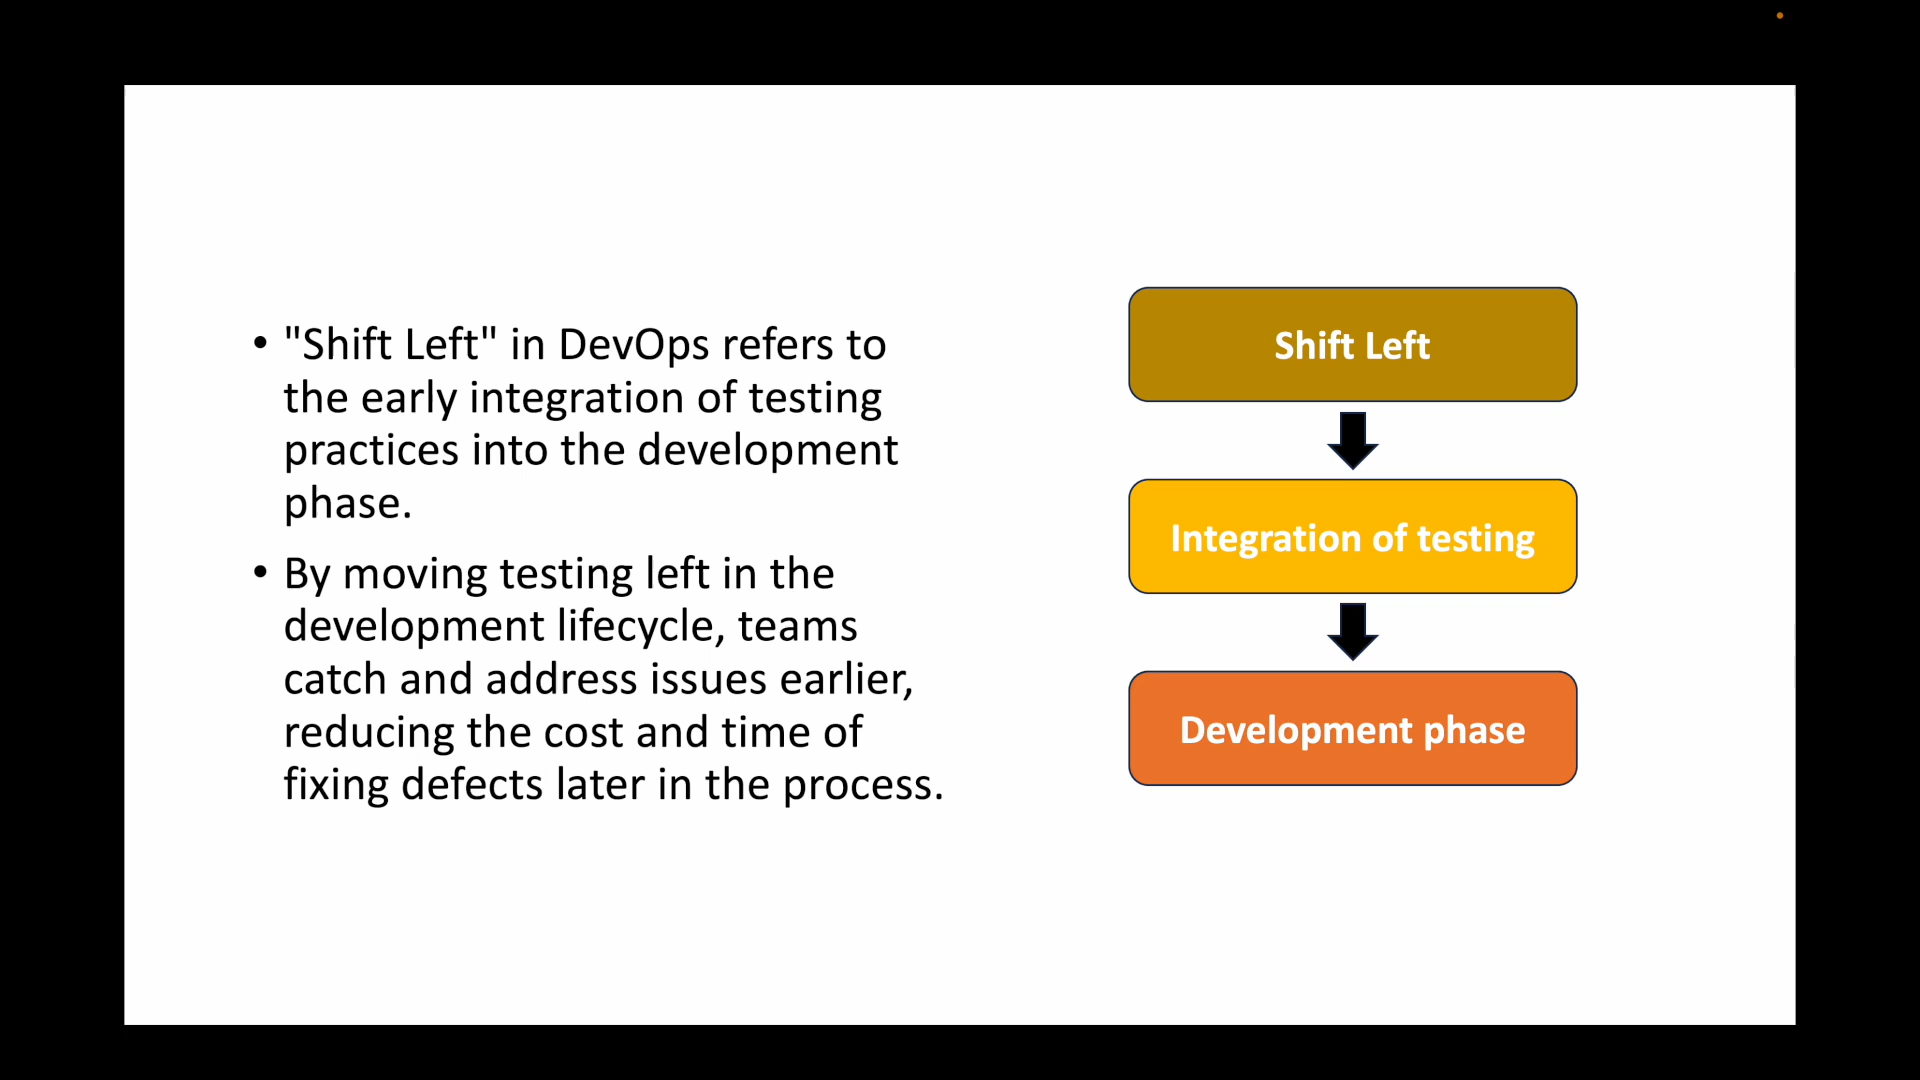 • "Shift Left" in DevOps refers to
the early integration of testing
practices into the development
phase.
• By moving testing left in the
development lifecycle, teams
catch and address issues earlier,
reducing the cost and time of
fixing defects later in the process.
Shift Left
Integration of testing
Development phase